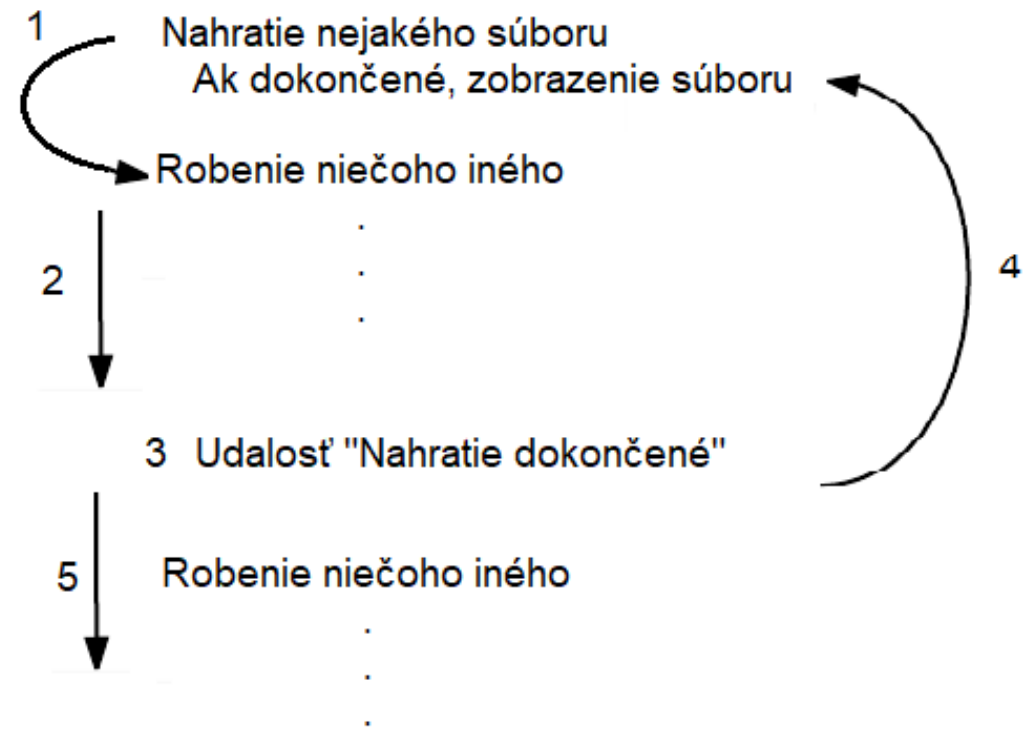 1 Nahratie nejakého súboru
Ak dokončené, zobrazenie súboru
Robenie niečoho iného
.
.
.
2
4
3 Udalosť "Nahratie dokončené"
5 Robenie niečoho iného
.
.
.